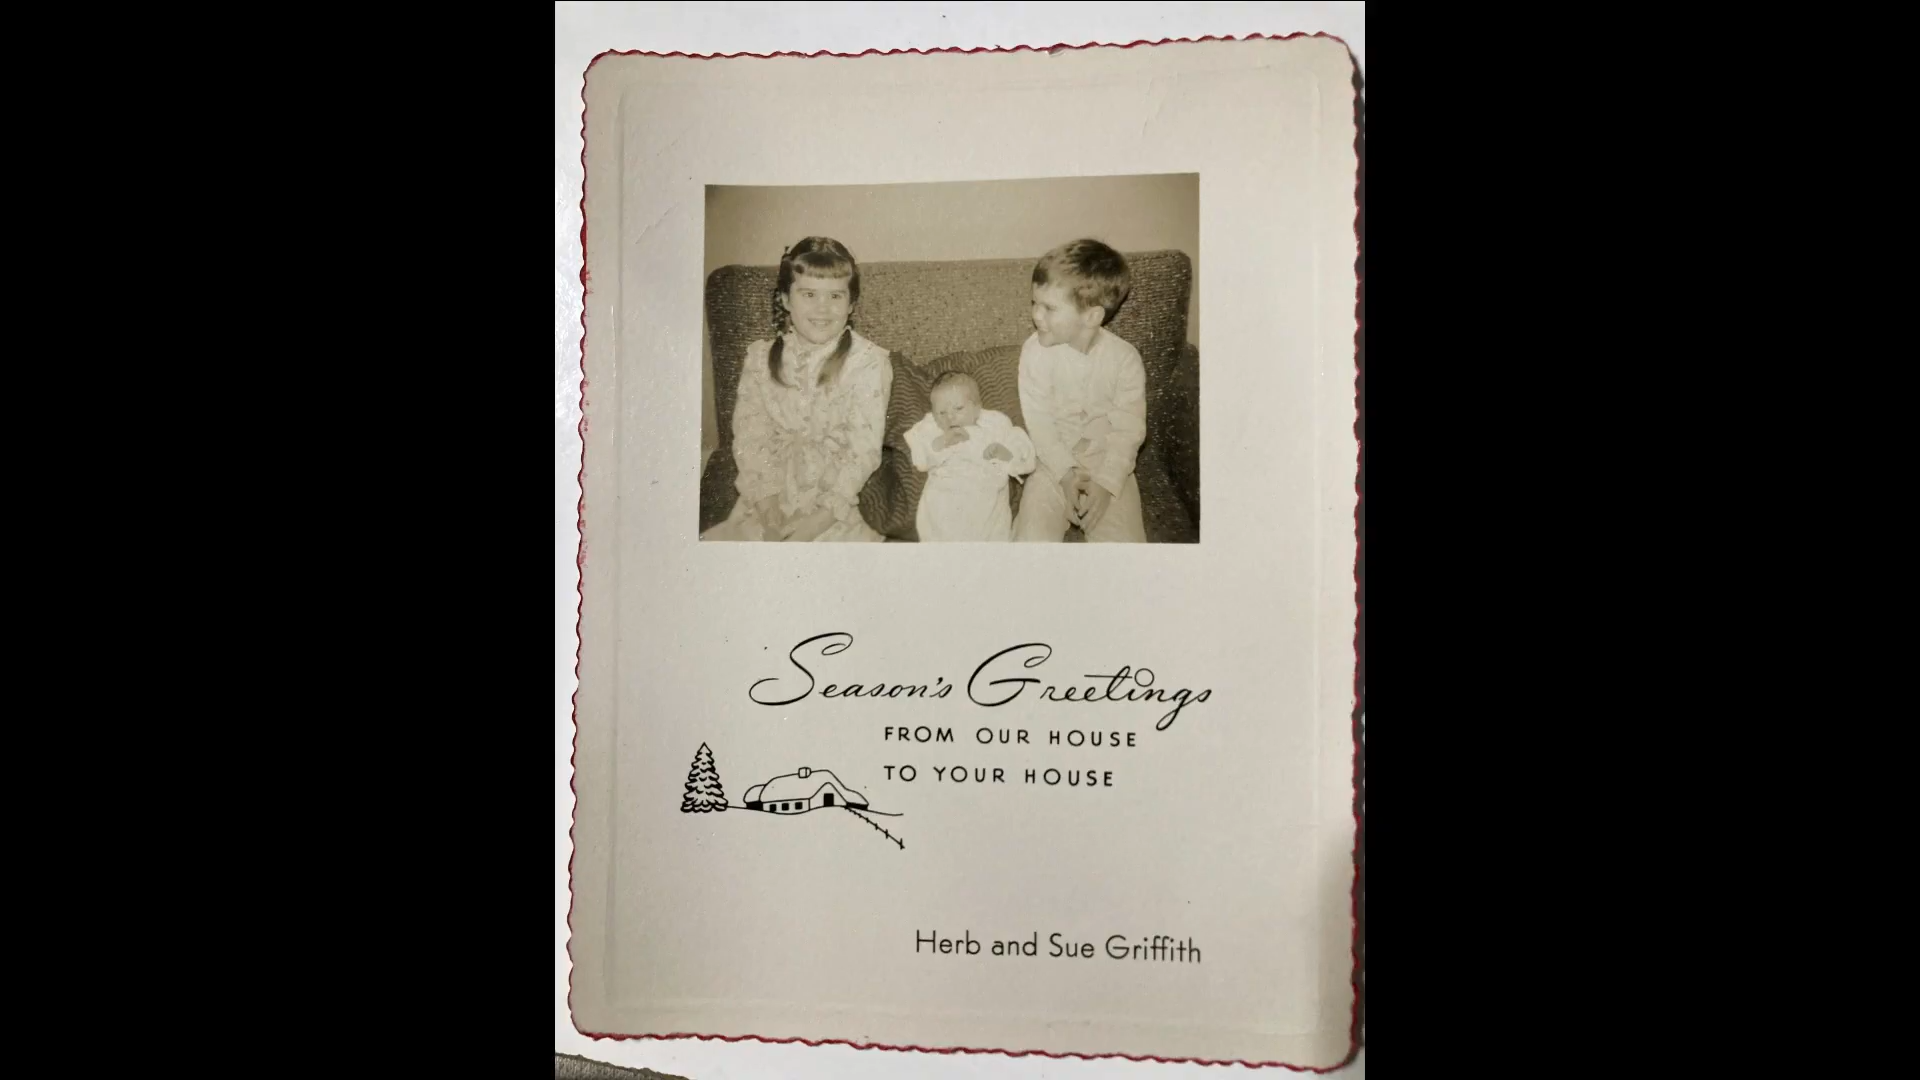 Season's Greetings
FROM OUR HOUSE
TO YOUR HOUSE
Herb and Sue Griffith